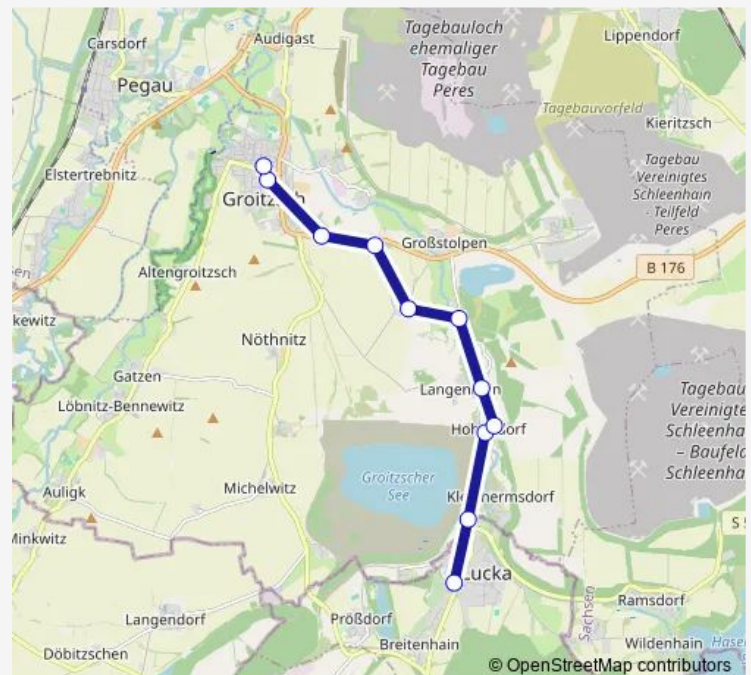 Carsdorf
Audigast
Tagebauloch
ehemaliger
Tagebau
Peres
Lippendorf
Pegau
Tagebauvorfeld
Kieritzsch
Elstertrebnitz
Tagebau
Vereinigtes
Schleenhain
- Teilfeld
Peres
Großstolpen
B 176
Altengroitzsch
Nöthnitz
Gatzen
Löbnitz-Bennewitz
Tagebau
Vereinigte
Schleenha
– Baufeld
Schleenha
Groitzscher
See
Auligk
Michelwitz
Minkwitz
Lucka
Ramsdorf
Sachsen
Langendorf
Prößdorf
Breitenhain
Wildenhain
Döbitzschen
© OpenStreetMap contributors